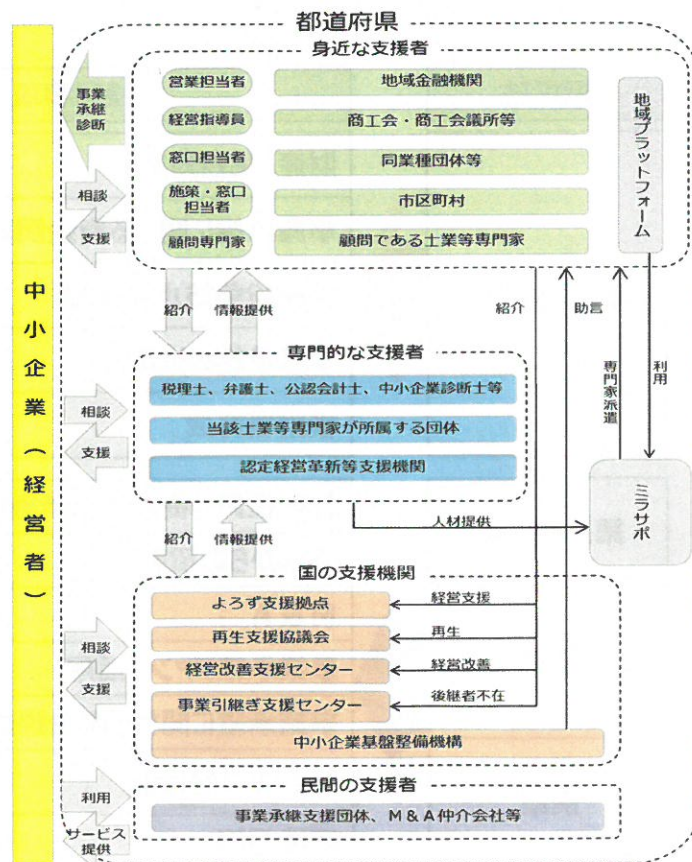 都道府県
身近な支援者
営業担当者
地域金融機関
経営指導員
商工会・商工会議所等
窓口担当者
同業種団体等
施策・窓口
担当者
市区町村
顧問専門家
顧問である士業等専門家
地域プラットフォーム
事業
承継
診断
相談
支援
中小企業（経営者）
紹介
情報提供
紹介
助言
専門家派遣
利用
専門的な支援者
税理士、弁護士、公認会計士、中小企業診断士等
当該士業等専門家が所属する団体
認定経営革新等支援機関
相談
支援
ミラサポ
人材提供
紹介
情報提供
国の支援機関
よろず支援拠点
経営支援
再生支援協議会
再生
経営改善支援センター
経営改善
事業引継ぎ支援センター
後継者不在
中小企業基盤整備機構
相談
支援
民間の支援者
事業承継支援団体、M＆A仲介会社等
利用
サービス
提供